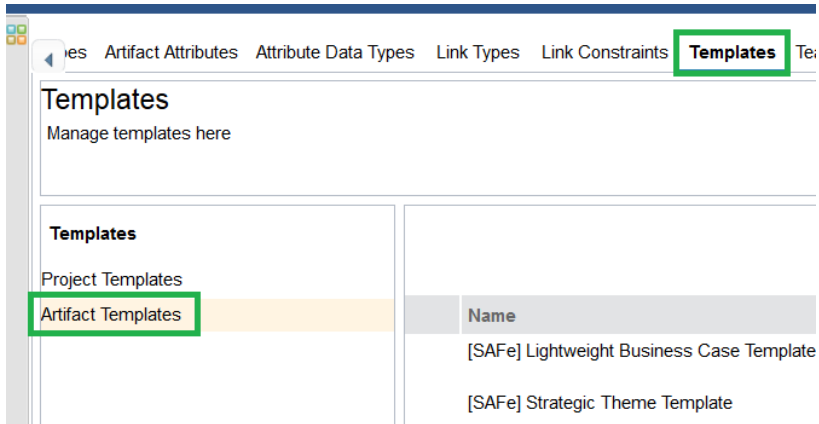 Artifact Attributes Attribute Data Types Link Types Link Constraints Templates
Templates
Manage templates here
Templates
Project Templates
Artifact Templates
Name
[SAFe] Lightweight Business Case Template
[SAFe] Strategic Theme Template